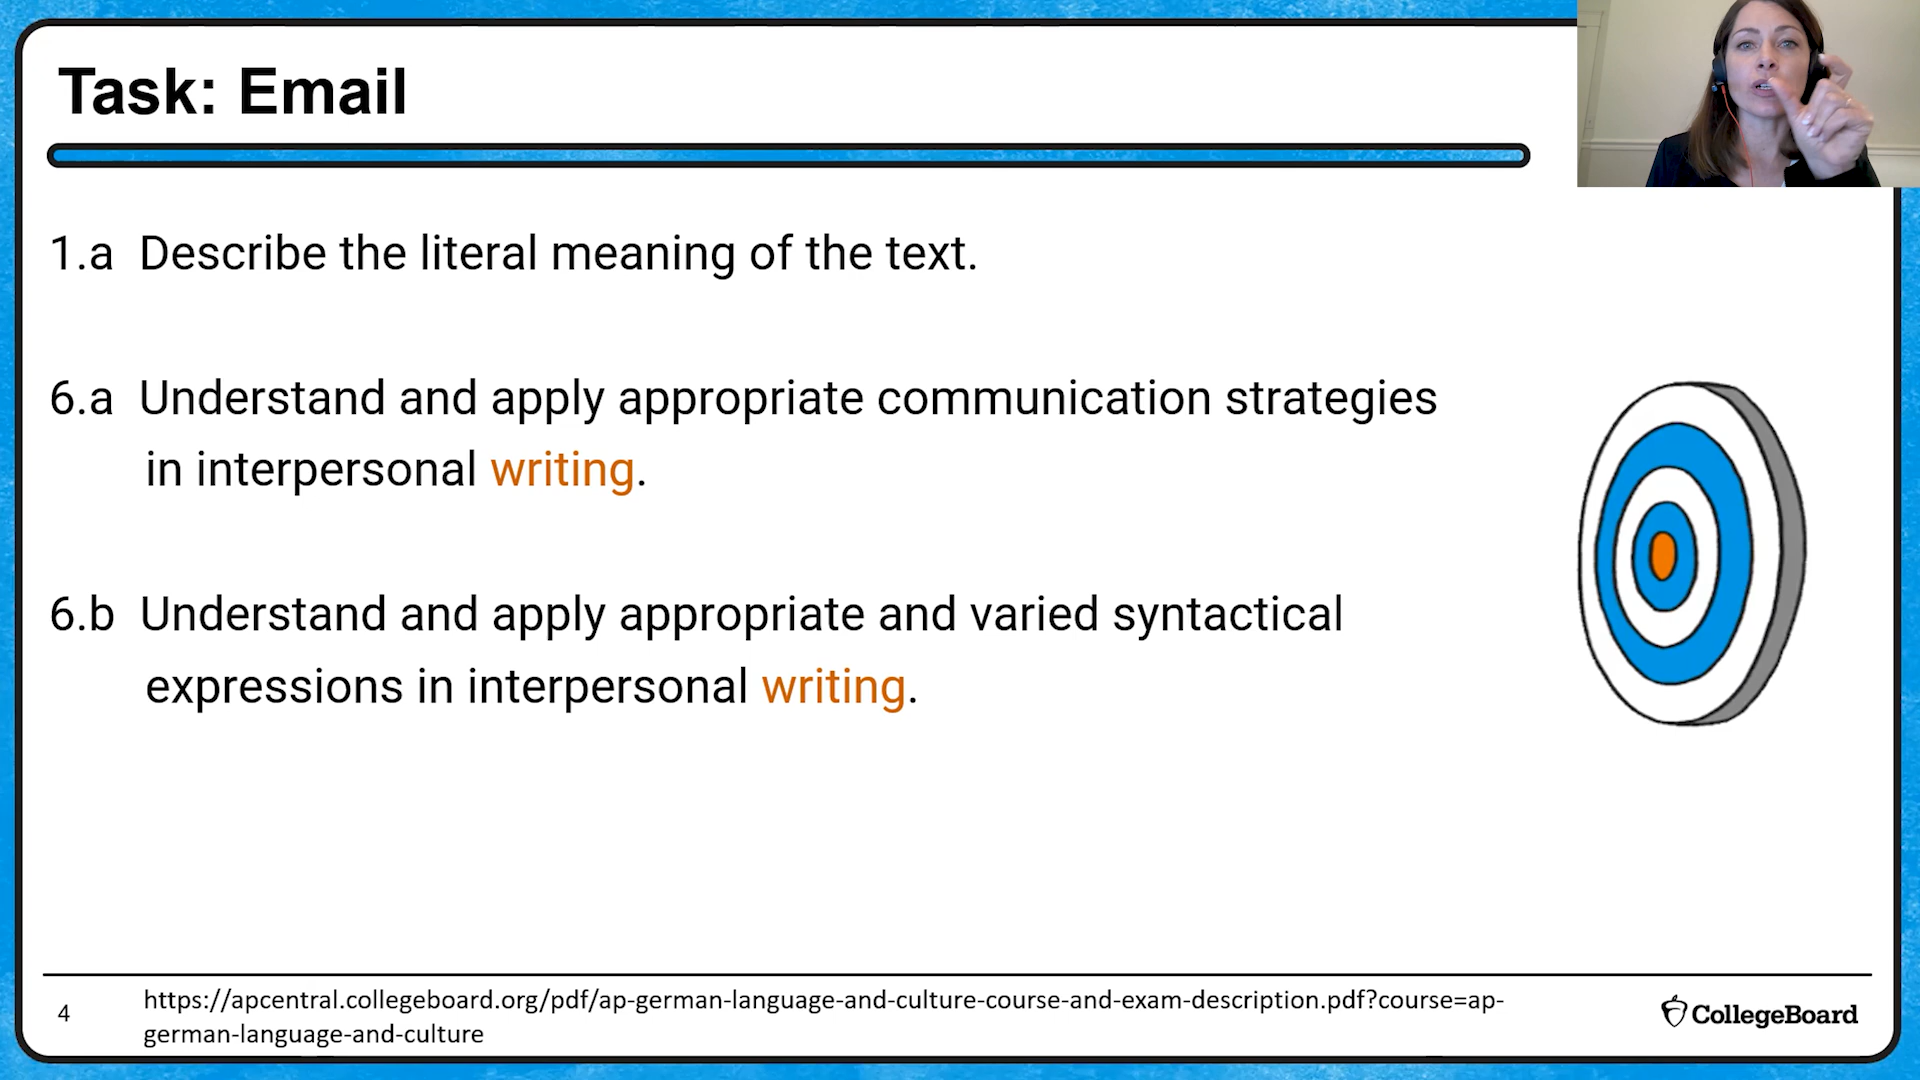 Task: Email
1.a Describe the literal meaning of the text.
6.a Understand and apply appropriate communication strategies
in interpersonal writing.
6.b Understand and apply appropriate and varied syntactical
expressions in interpersonal writing.
4
https://apcentral.collegeboard.org/pdf/ap-german-language-and-culture-course-and-exam-description.pdf?course=ap-
german-language-and-culture
CollegeBoard